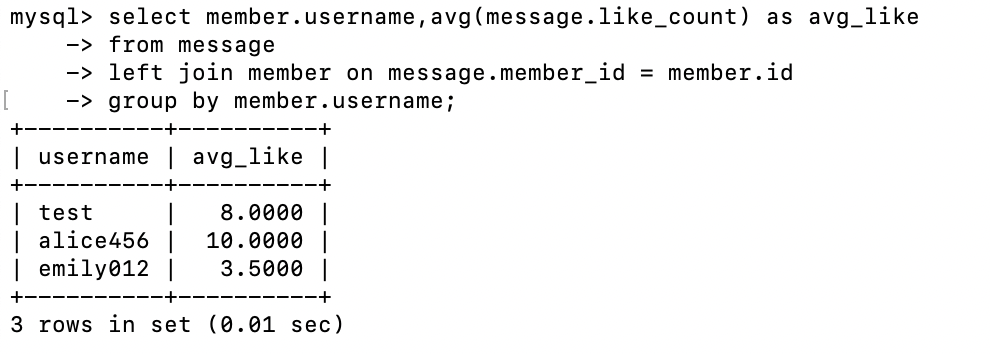 mysql> select member.username,avg(message.like_count) as avg_like
    -> from message
    -> left join member on message.member_id = member.id
[    -> group by member.username;
+----------+----------+
| username | avg_like |
+----------+----------+
| test     |   8.0000 |
| alice456 |  10.0000 |
| emily012 |   3.5000 |
+----------+----------+
3 rows in set (0.01 sec)